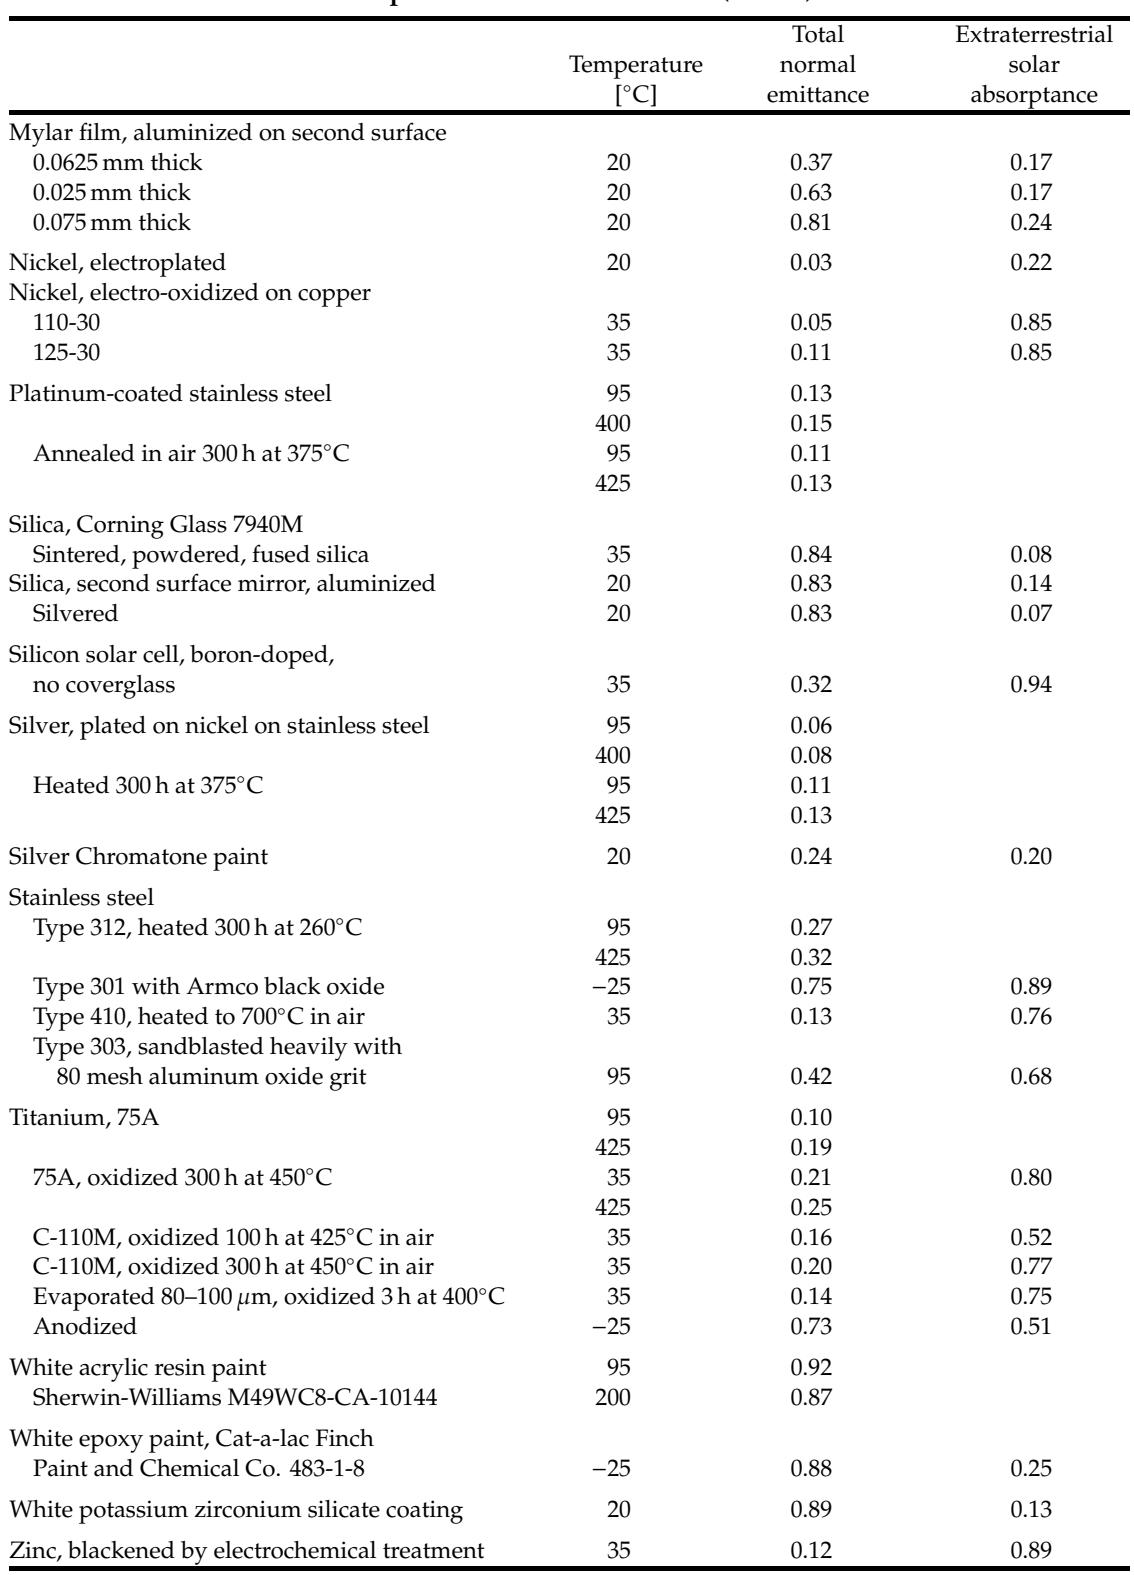 Total Extraterrestrial
Temperature normal solar
[°C] emittance absorptance
Mylar film, aluminized on second surface
0.0625 mm thick 20 0.37 0.17
0.025 mm thick 20 0.63 0.17
0.075 mm thick 20 0.81 0.24
Nickel, electroplated 20 0.03 0.22
Nickel, electro-oxidized on copper
110-30 35 0.05 0.85
125-30 35 0.11 0.85
Platinum-coated stainless steel 95 0.13
400 0.15
Annealed in air 300 h at 375°C 95 0.11
425 0.13
Silica, Corning Glass 7940M
Sintered, powdered, fused silica 35 0.84 0.08
Silica, second surface mirror, aluminized 20 0.83 0.14
Silvered 20 0.83 0.07
Silicon solar cell, boron-doped,
no coverglass 35 0.32 0.94
Silver, plated on nickel on stainless steel 95 0.06
400 0.08
Heated 300 h at 375°C 95 0.11
425 0.13
Silver Chromatone paint 20 0.24 0.20
Stainless steel
Type 312, heated 300 h at 260°C 95 0.27
425 0.32
Type 301 with Armco black oxide −25 0.75 0.89
Type 410, heated to 700°C in air 35 0.13 0.76
Type 303, sandblasted heavily with
80 mesh aluminum oxide grit 95 0.42 0.68
Titanium, 75A 95 0.10
425 0.19
75A, oxidized 300 h at 450°C 35 0.21 0.80
425 0.25
C-110M, oxidized 100 h at 425°C in air 35 0.16 0.52
C-110M, oxidized 300 h at 450°C in air 35 0.20 0.77
Evaporated 80–100 μm, oxidized 3 h at 400°C 35 0.14 0.75
Anodized −25 0.73 0.51
White acrylic resin paint 95 0.92
Sherwin-Williams M49WC8-CA-10144 200 0.87
White epoxy paint, Cat-a-lac Finch
Paint and Chemical Co. 483-1-8 −25 0.88 0.25
White potassium zirconium silicate coating 20 0.89 0.13
Zinc, blackened by electrochemical treatment 35 0.12 0.89